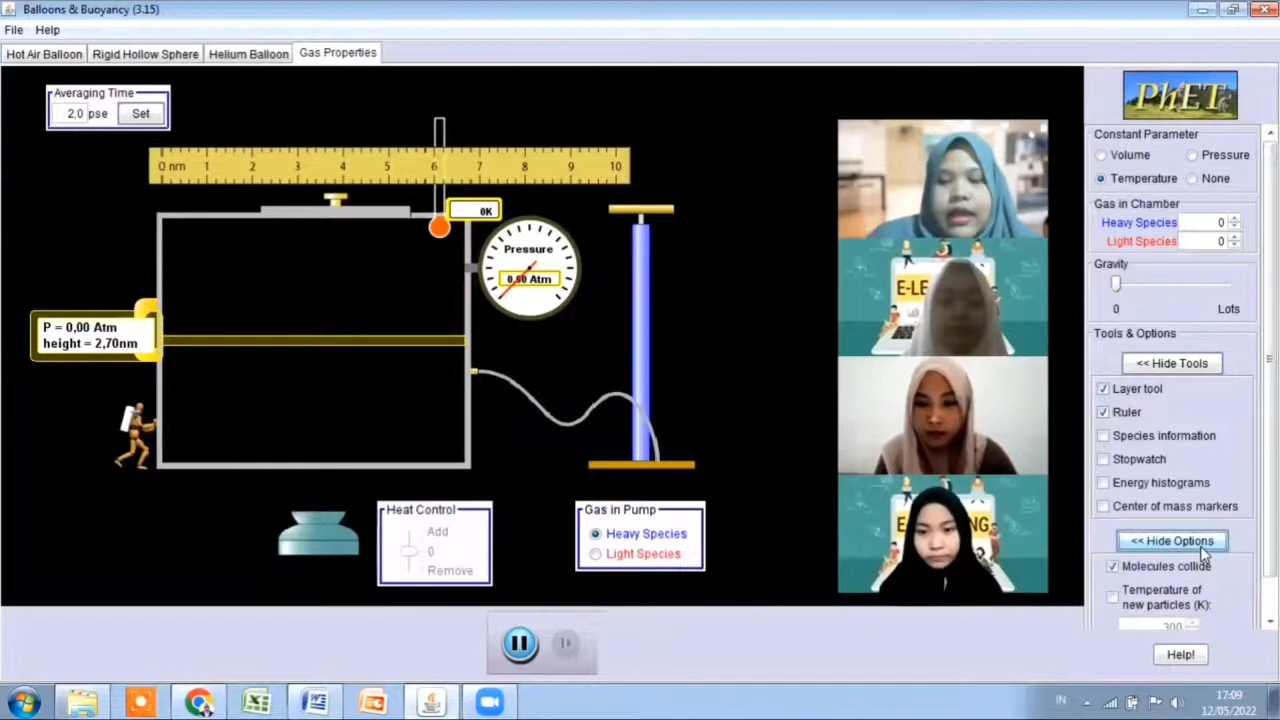 Balloons & Buoyancy (3.15)
File Help
Hot Air Balloon Rigid Hollow Sphere Helium Balloon Gas Properties
Averaging Time
2,0 pse Set
0 nm 1 2 3 4 5 6 7 8 9 10
0K
Pressure
0,00 Atm
P = 0,00 Atm
height = 2,70nm
Heat Control
Add
0
Remove
Gas in Pump
Heavy Species
Light Species
PhET
Constant Parameter
Volume Pressure
Temperature None
Gas in Chamber
Heavy Species 0
Light Species 0
Gravity
0 Lots
Tools & Options
<< Hide Tools
Layer tool
Ruler
Species information
Stopwatch
Energy histograms
Center of mass markers
<< Hide Options
Molecules collide
Temperature of
new particles (K):
300
Help!
E-LE
IN 17:09
12/05/2022